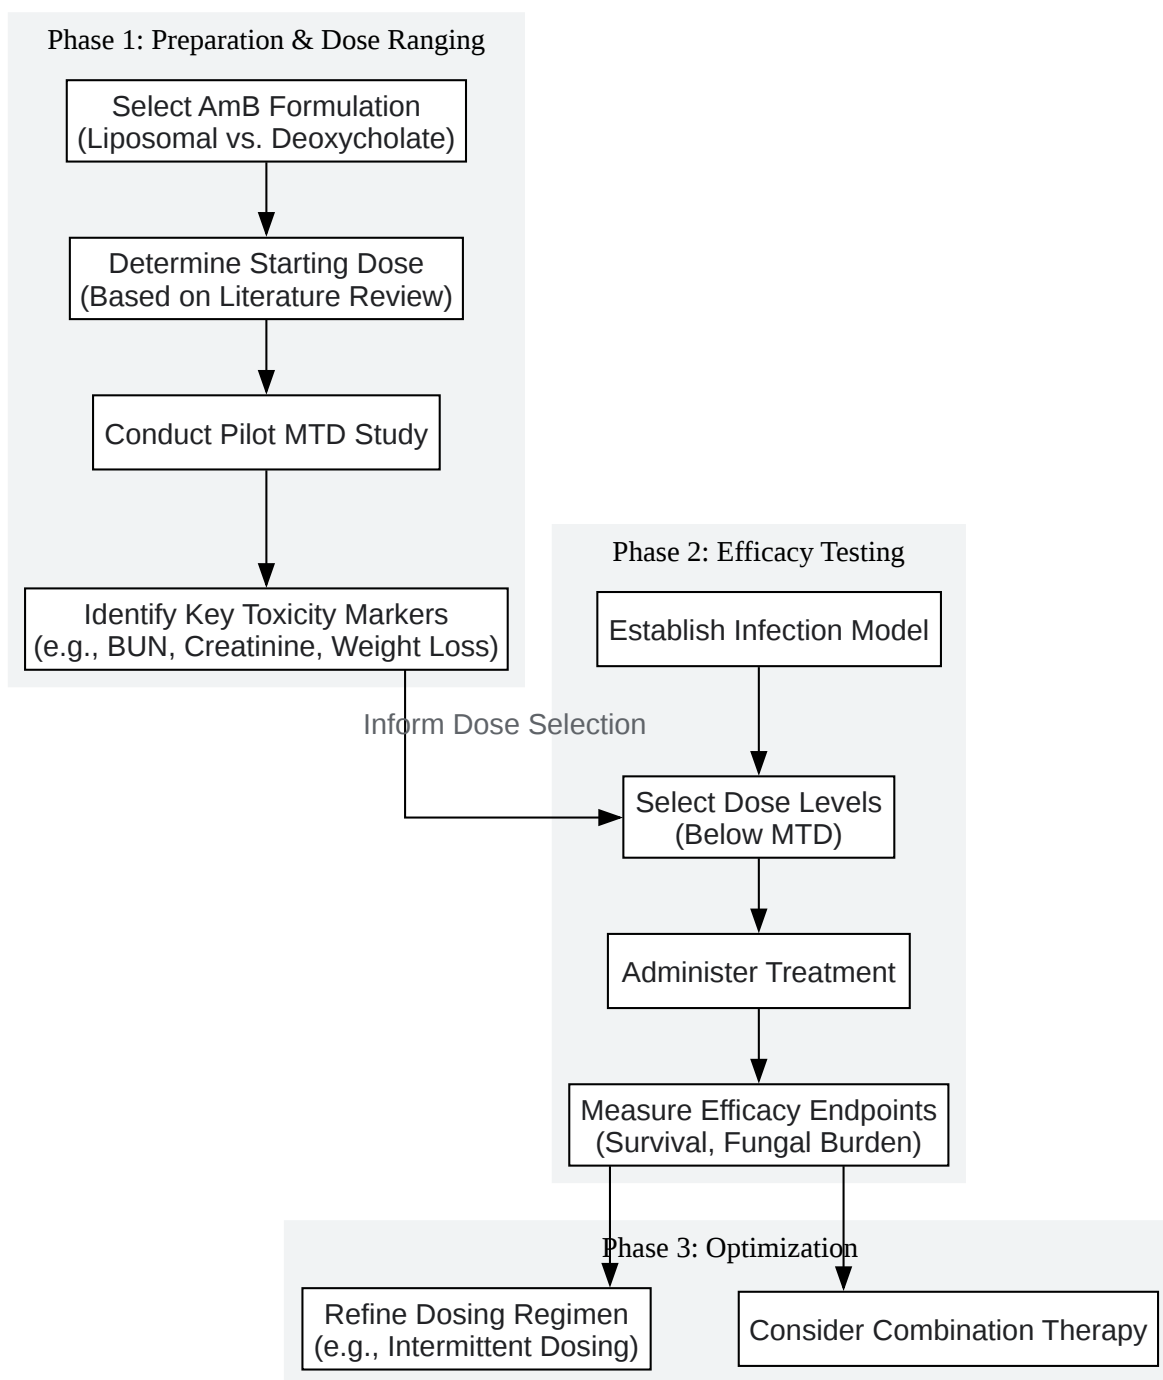 Phase 1: Preparation & Dose Ranging
Select AmB Formulation
(Liposomal vs. Deoxycholate)
Determine Starting Dose
(Based on Literature Review)
Conduct Pilot MTD Study
Identify Key Toxicity Markers
(e.g., BUN, Creatinine, Weight Loss)
Inform Dose Selection
Phase 2: Efficacy Testing
Establish Infection Model
Select Dose Levels
(Below MTD)
Administer Treatment
Measure Efficacy Endpoints
(Survival, Fungal Burden)
Phase 3: Optimization
Refine Dosing Regimen
(e.g., Intermittent Dosing)
Consider Combination Therapy